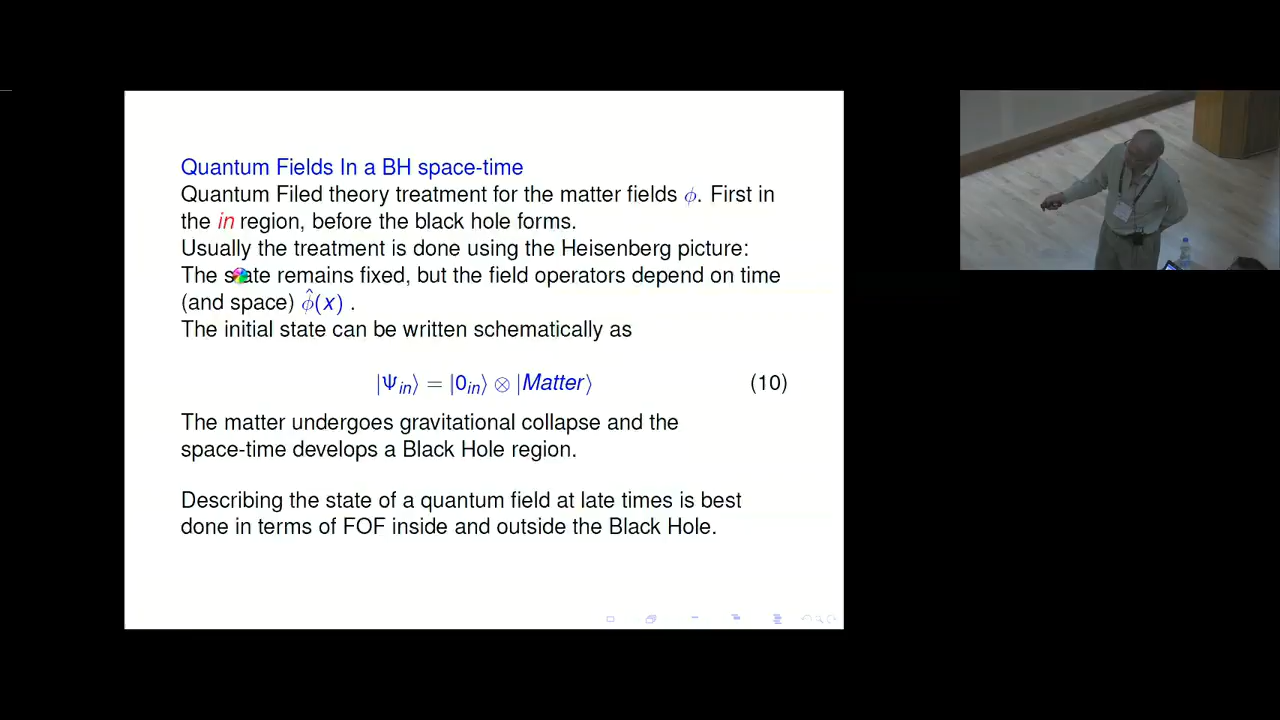 Quantum Fields In a BH space-time
Quantum Filed theory treatment for the matter fields ϕ. First in
the in region, before the black hole forms.
Usually the treatment is done using the Heisenberg picture:
The state remains fixed, but the field operators depend on time
(and space) ϕ̂(x) .
The initial state can be written schematically as
|Ψ_in⟩ = |0_in⟩ ⊗ |Matter⟩ (10)
The matter undergoes gravitational collapse and the
space-time develops a Black Hole region.
Describing the state of a quantum field at late times is best
done in terms of FOF inside and outside the Black Hole.